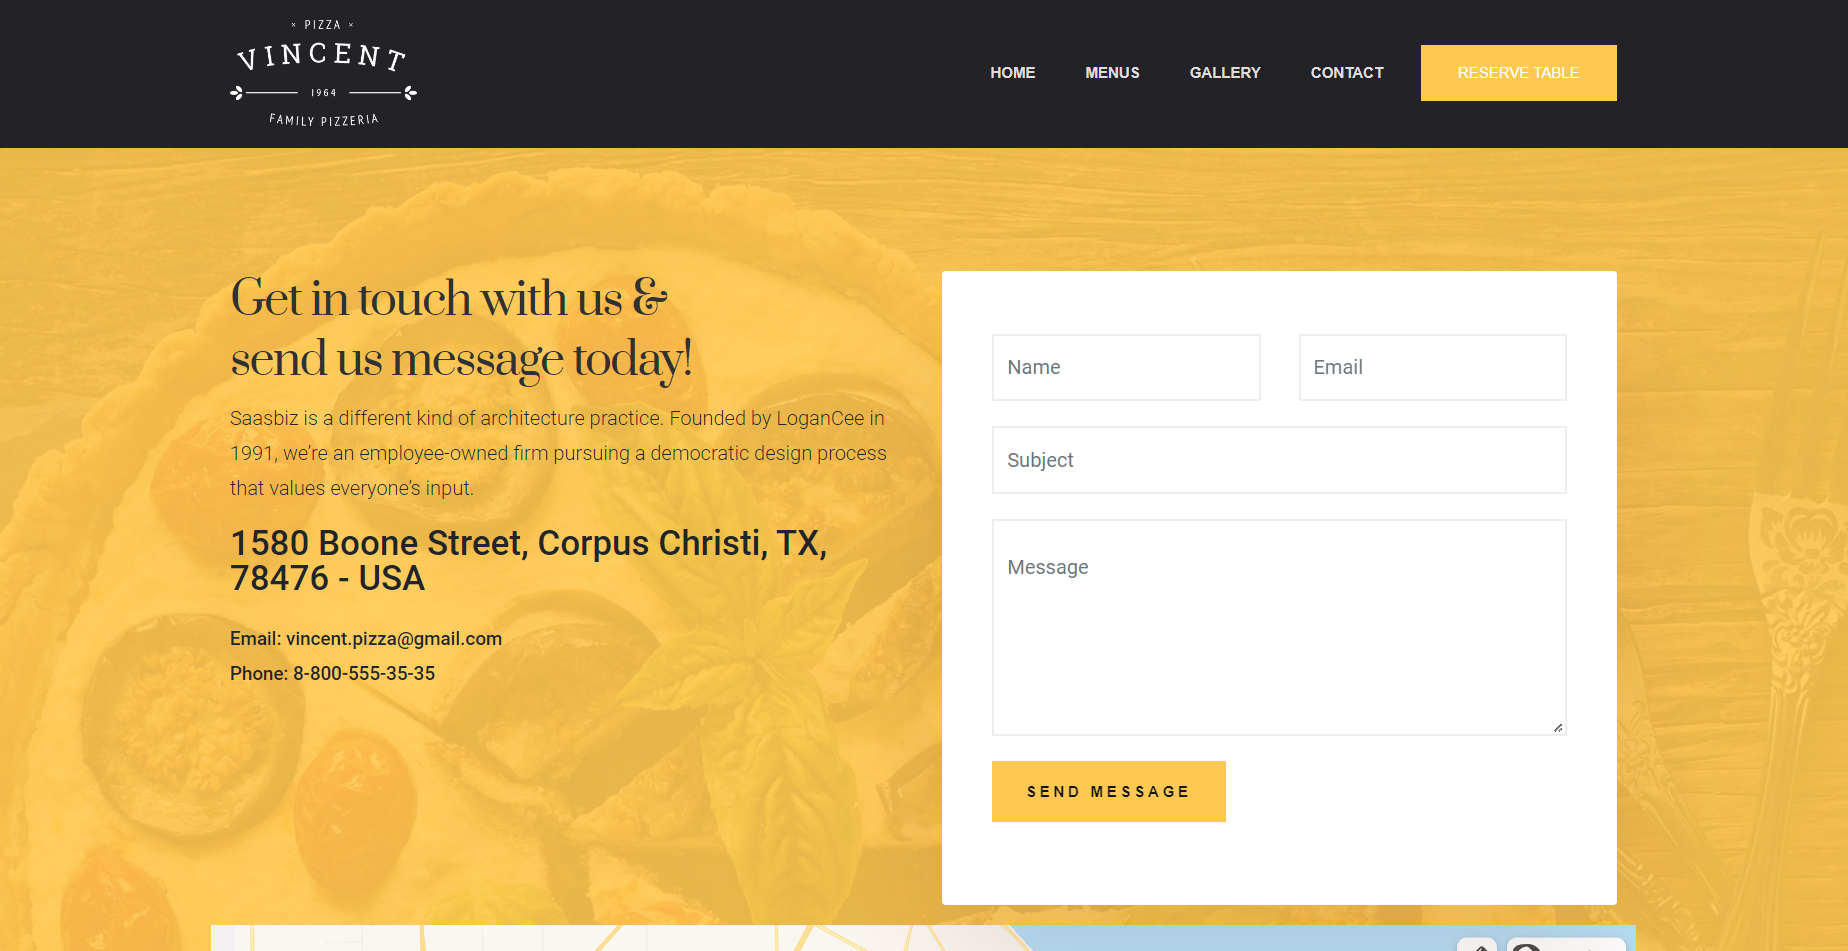 × PIZZA ×
VINCENT
1964
FAMILY PIZZERIA
HOME
MENUS
GALLERY
CONTACT
RESERVE TABLE
Get in touch with us &
send us message today!
Saasbiz is a different kind of architecture practice. Founded by LoganCee in
1991, we’re an employee-owned firm pursuing a democratic design process
that values everyone’s input.
1580 Boone Street, Corpus Christi, TX,
78476 - USA
Email: vincent.pizza@gmail.com
Phone: 8-800-555-35-35
Name
Email
Subject
Message
SEND MESSAGE